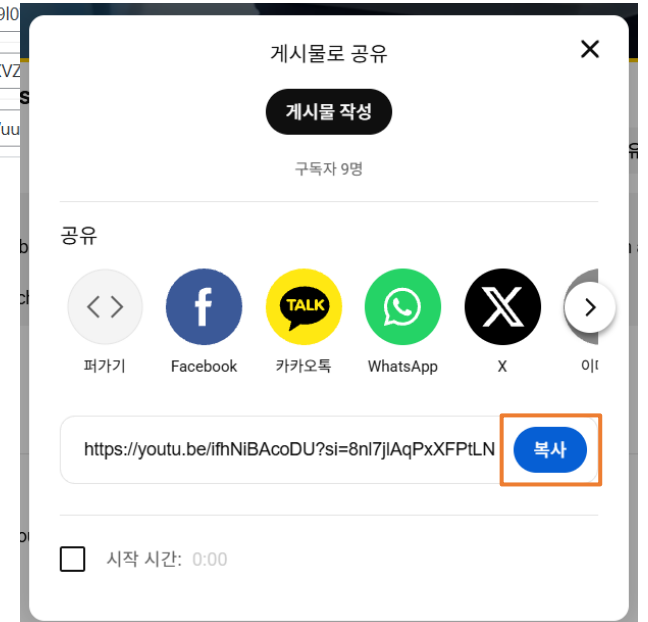 게시물로 공유
게시물 작성
구독자 9명
공유
TALK
퍼가기
Facebook
카카오톡
WhatsApp
X
https://youtu.be/ifhNiBAcoDU?si=8nl7jlAqPxXFPtLN
복사
시작 시간: 0:00